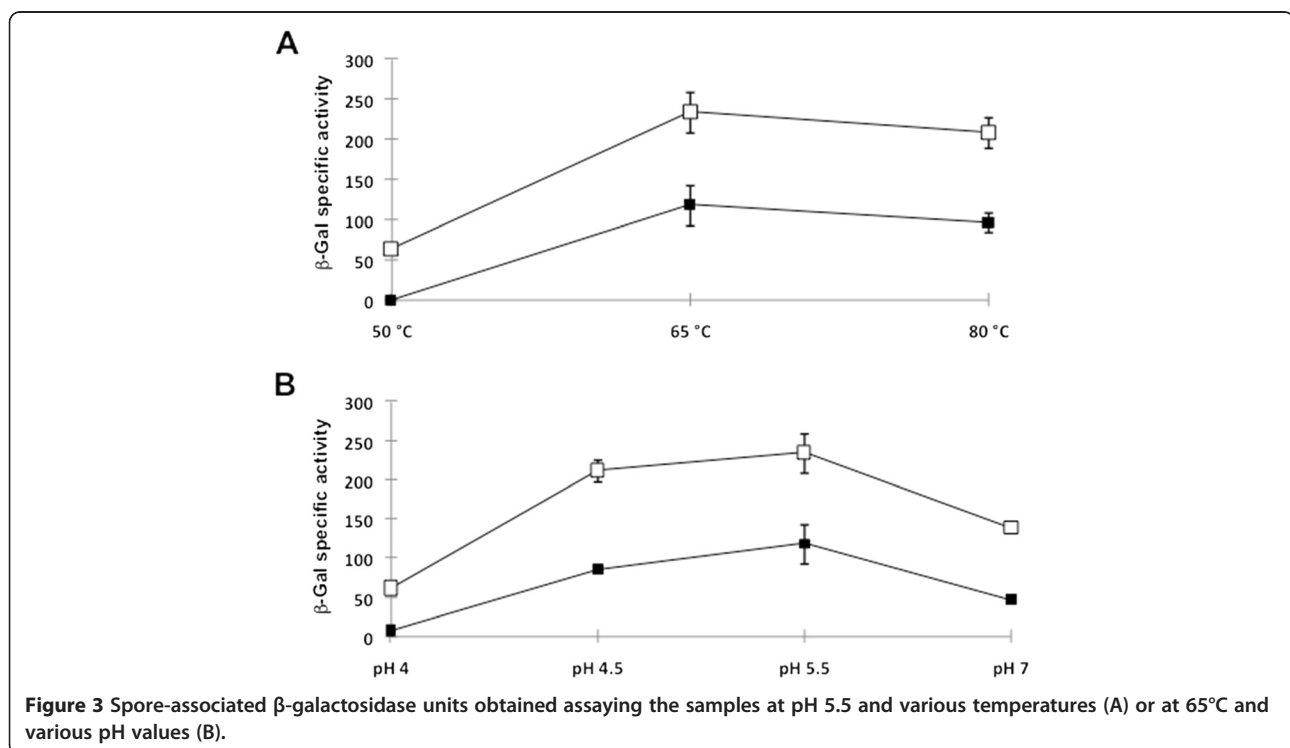 A
β-Gal specific activity
300
250
200
150
100
50
0
50 °C 65 °C 80 °C
B
β-Gal specific activity
300
250
200
150
100
50
0
pH 4 pH 4.5 pH 5.5 pH 7
Figure 3 Spore-associated β-galactosidase units obtained assaying the samples at pH 5.5 and various temperatures (A) or at 65°C and
various pH values (B).